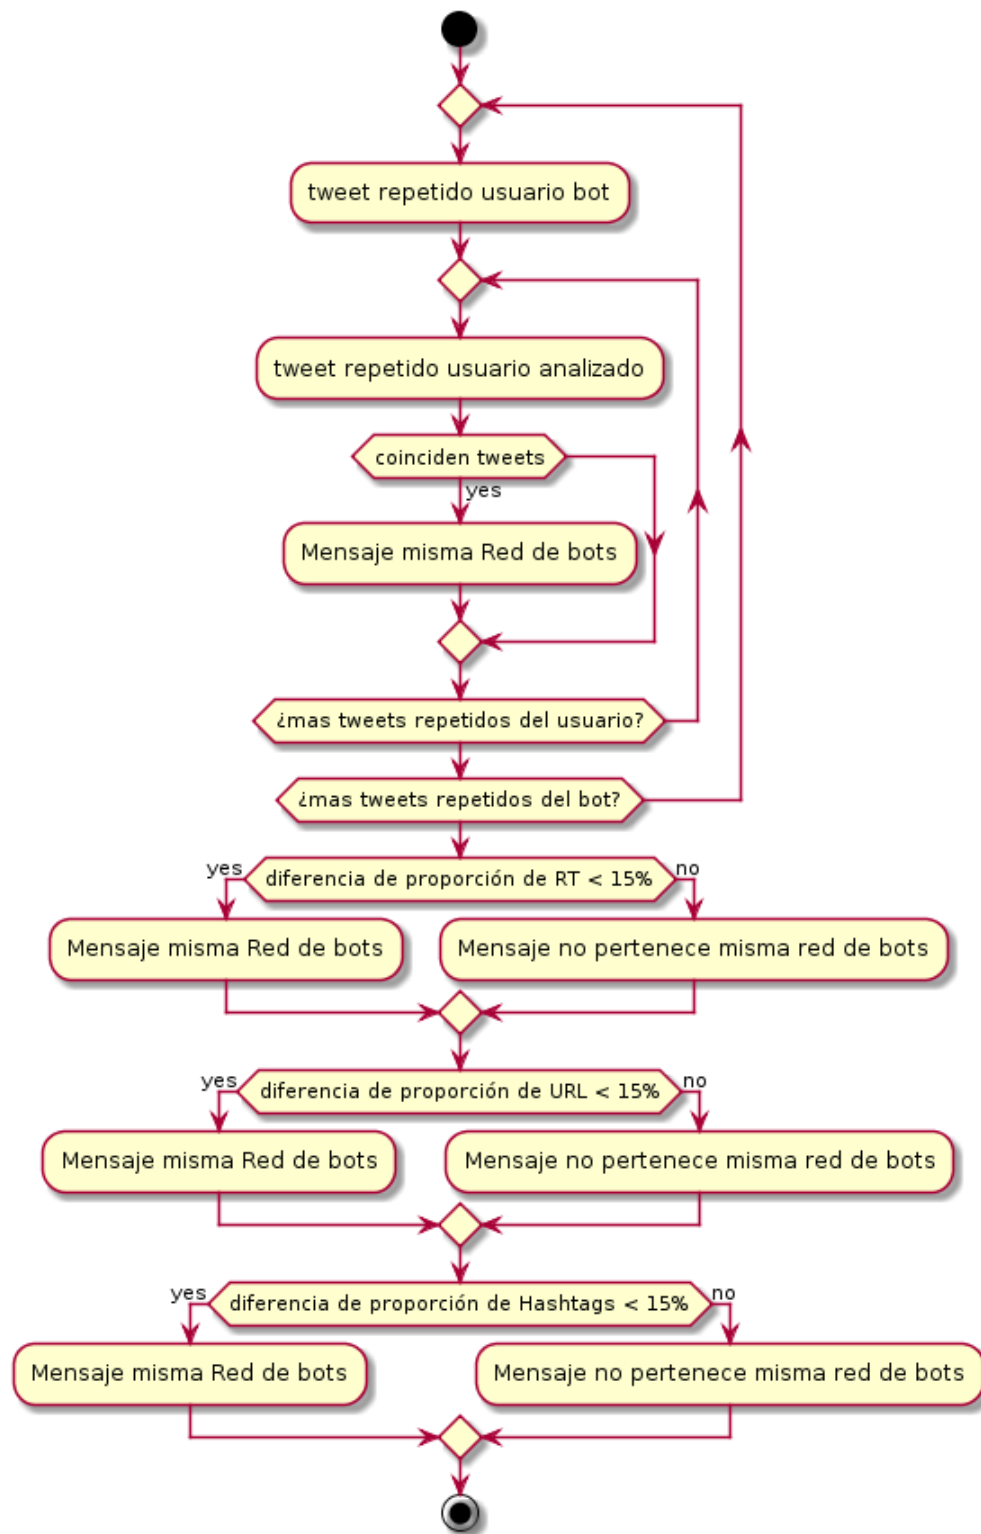 tweet repetido usuario bot
tweet repetido usuario analizado
coinciden tweets
yes
Mensaje misma Red de bots
¿mas tweets repetidos del usuario?
¿mas tweets repetidos del bot?
yes
diferencia de proporción de RT < 15%
no
Mensaje misma Red de bots
Mensaje no pertenece misma red de bots
yes
diferencia de proporción de URL < 15%
no
Mensaje misma Red de bots
Mensaje no pertenece misma red de bots
yes
diferencia de proporción de Hashtags < 15%
no
Mensaje misma Red de bots
Mensaje no pertenece misma red de bots